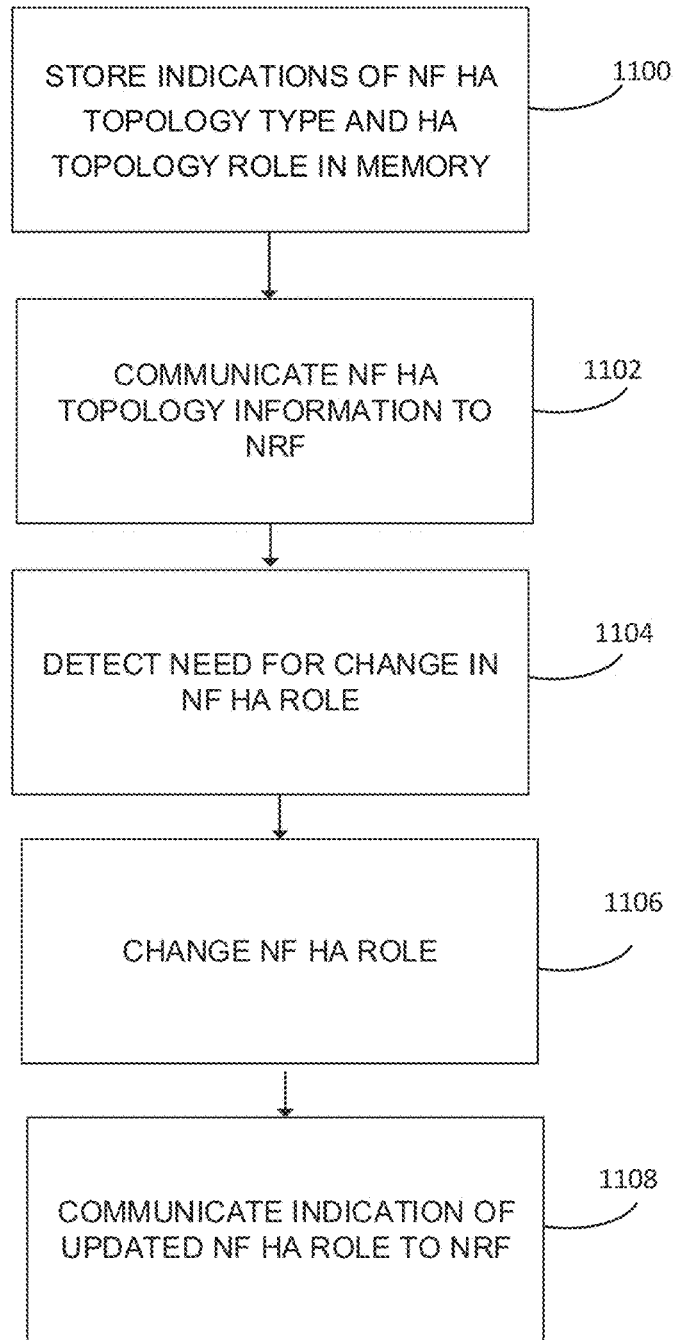 STORE INDICATIONS OF NF HA
TOPOLOGY TYPE AND HA
TOPOLOGY ROLE IN MEMORY
1100
COMMUNICATE NF HA
TOPOLOGY INFORMATION TO
NRF
1102
DETECT NEED FOR CHANGE IN
NF HA ROLE
1104
CHANGE NF HA ROLE
1106
COMMUNICATE INDICATION OF
UPDATED NF HA ROLE TO NRF
1108